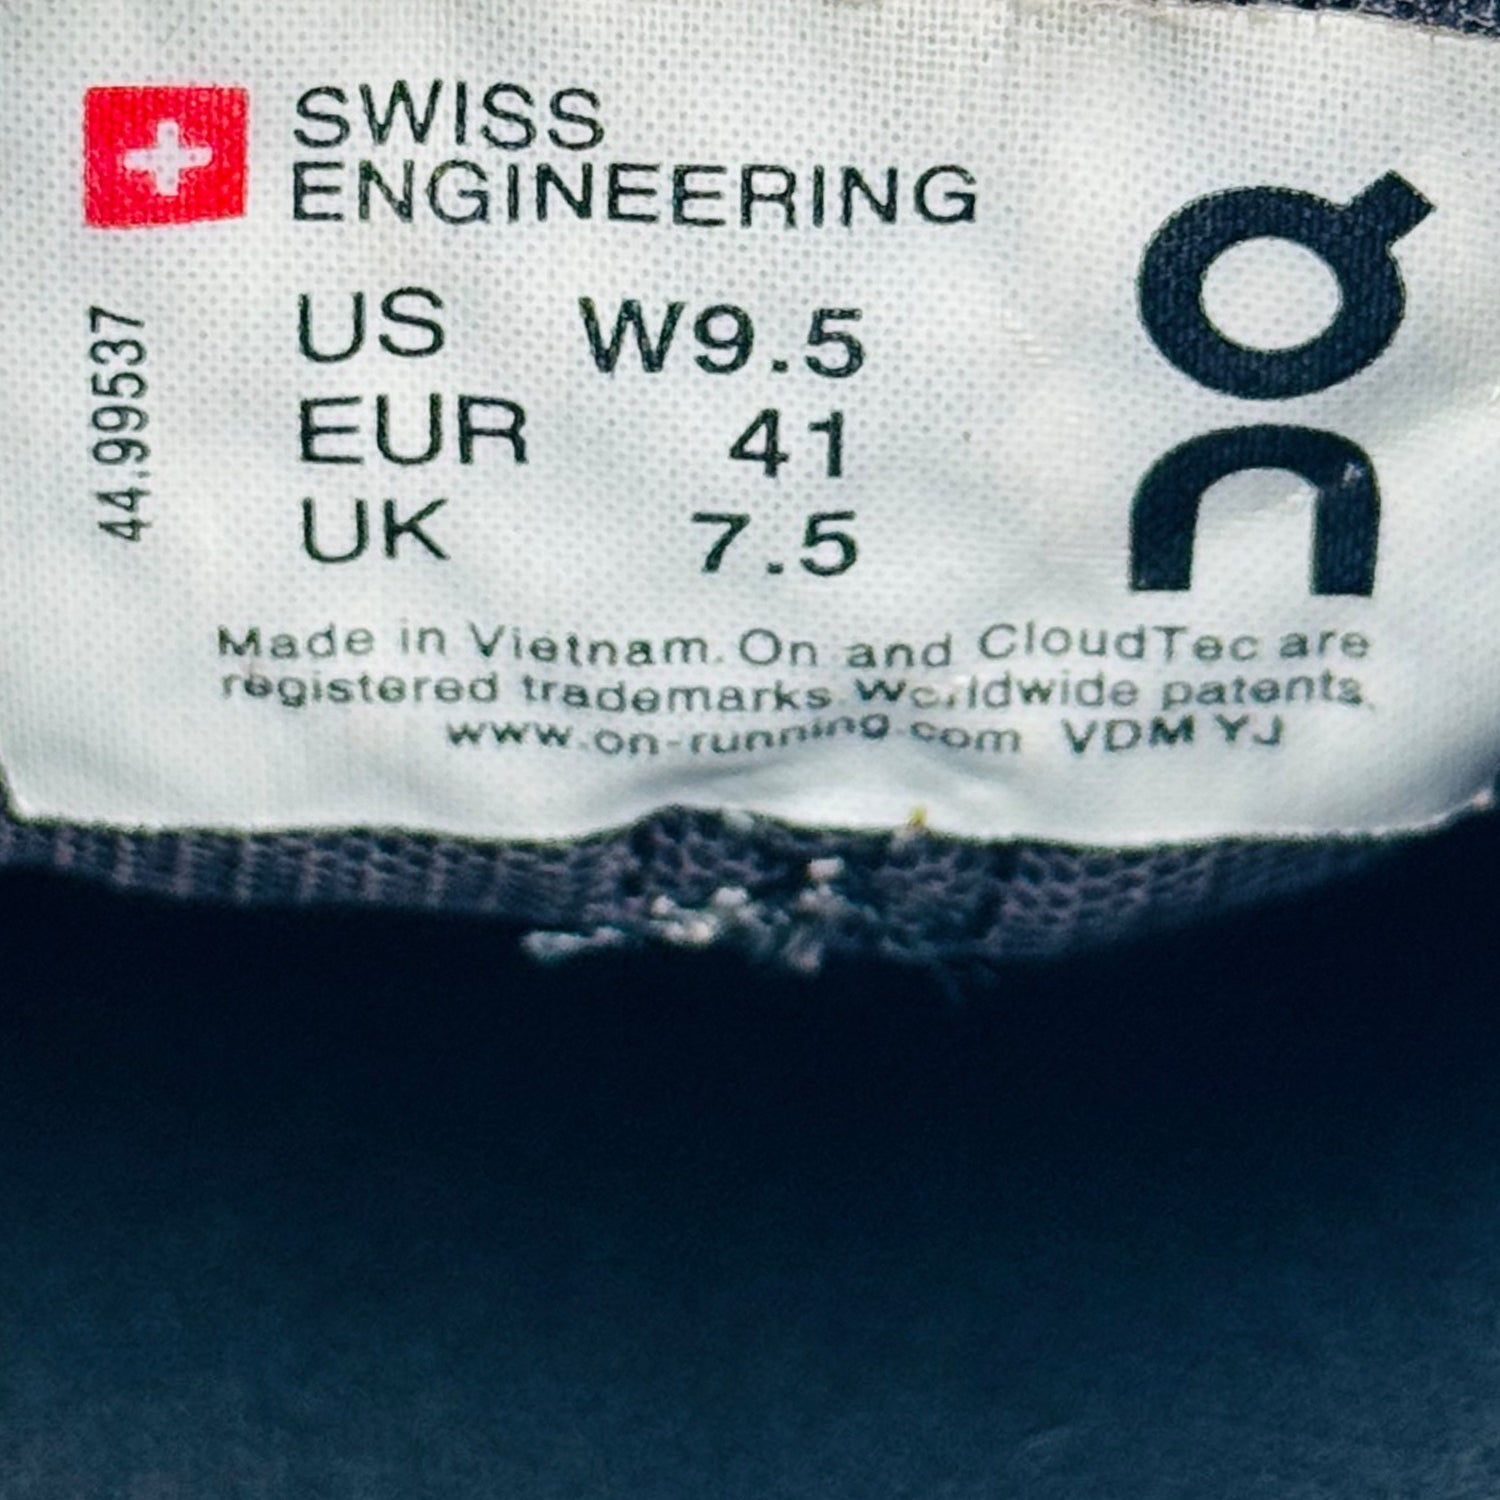 SWISS
ENGINEERING
US W9.5
EUR 41
UK 7.5
44.99537
on
Made in Vietnam. On and CloudTec are
registered trademarks. Worldwide patents.
www.on-running.com VDM YJ